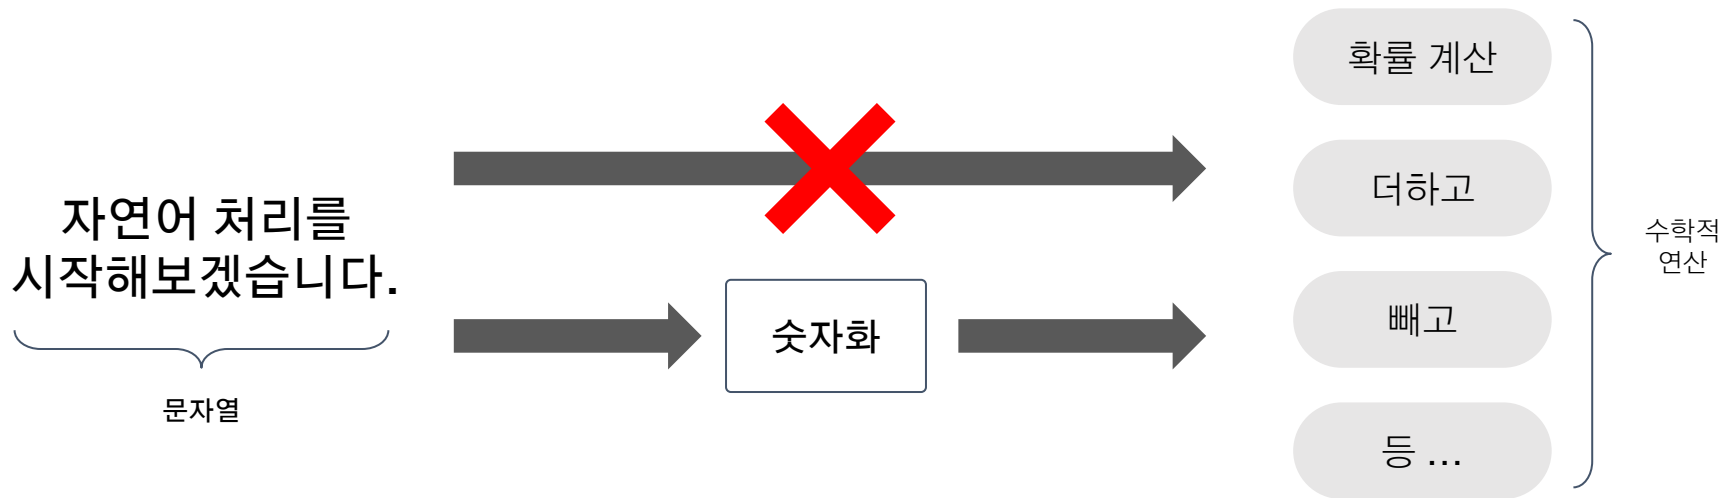 자연어 처리를
시작해보겠습니다.
문자열
숫자화
확률 계산
더하고
빼고
등 ...
수학적
연산